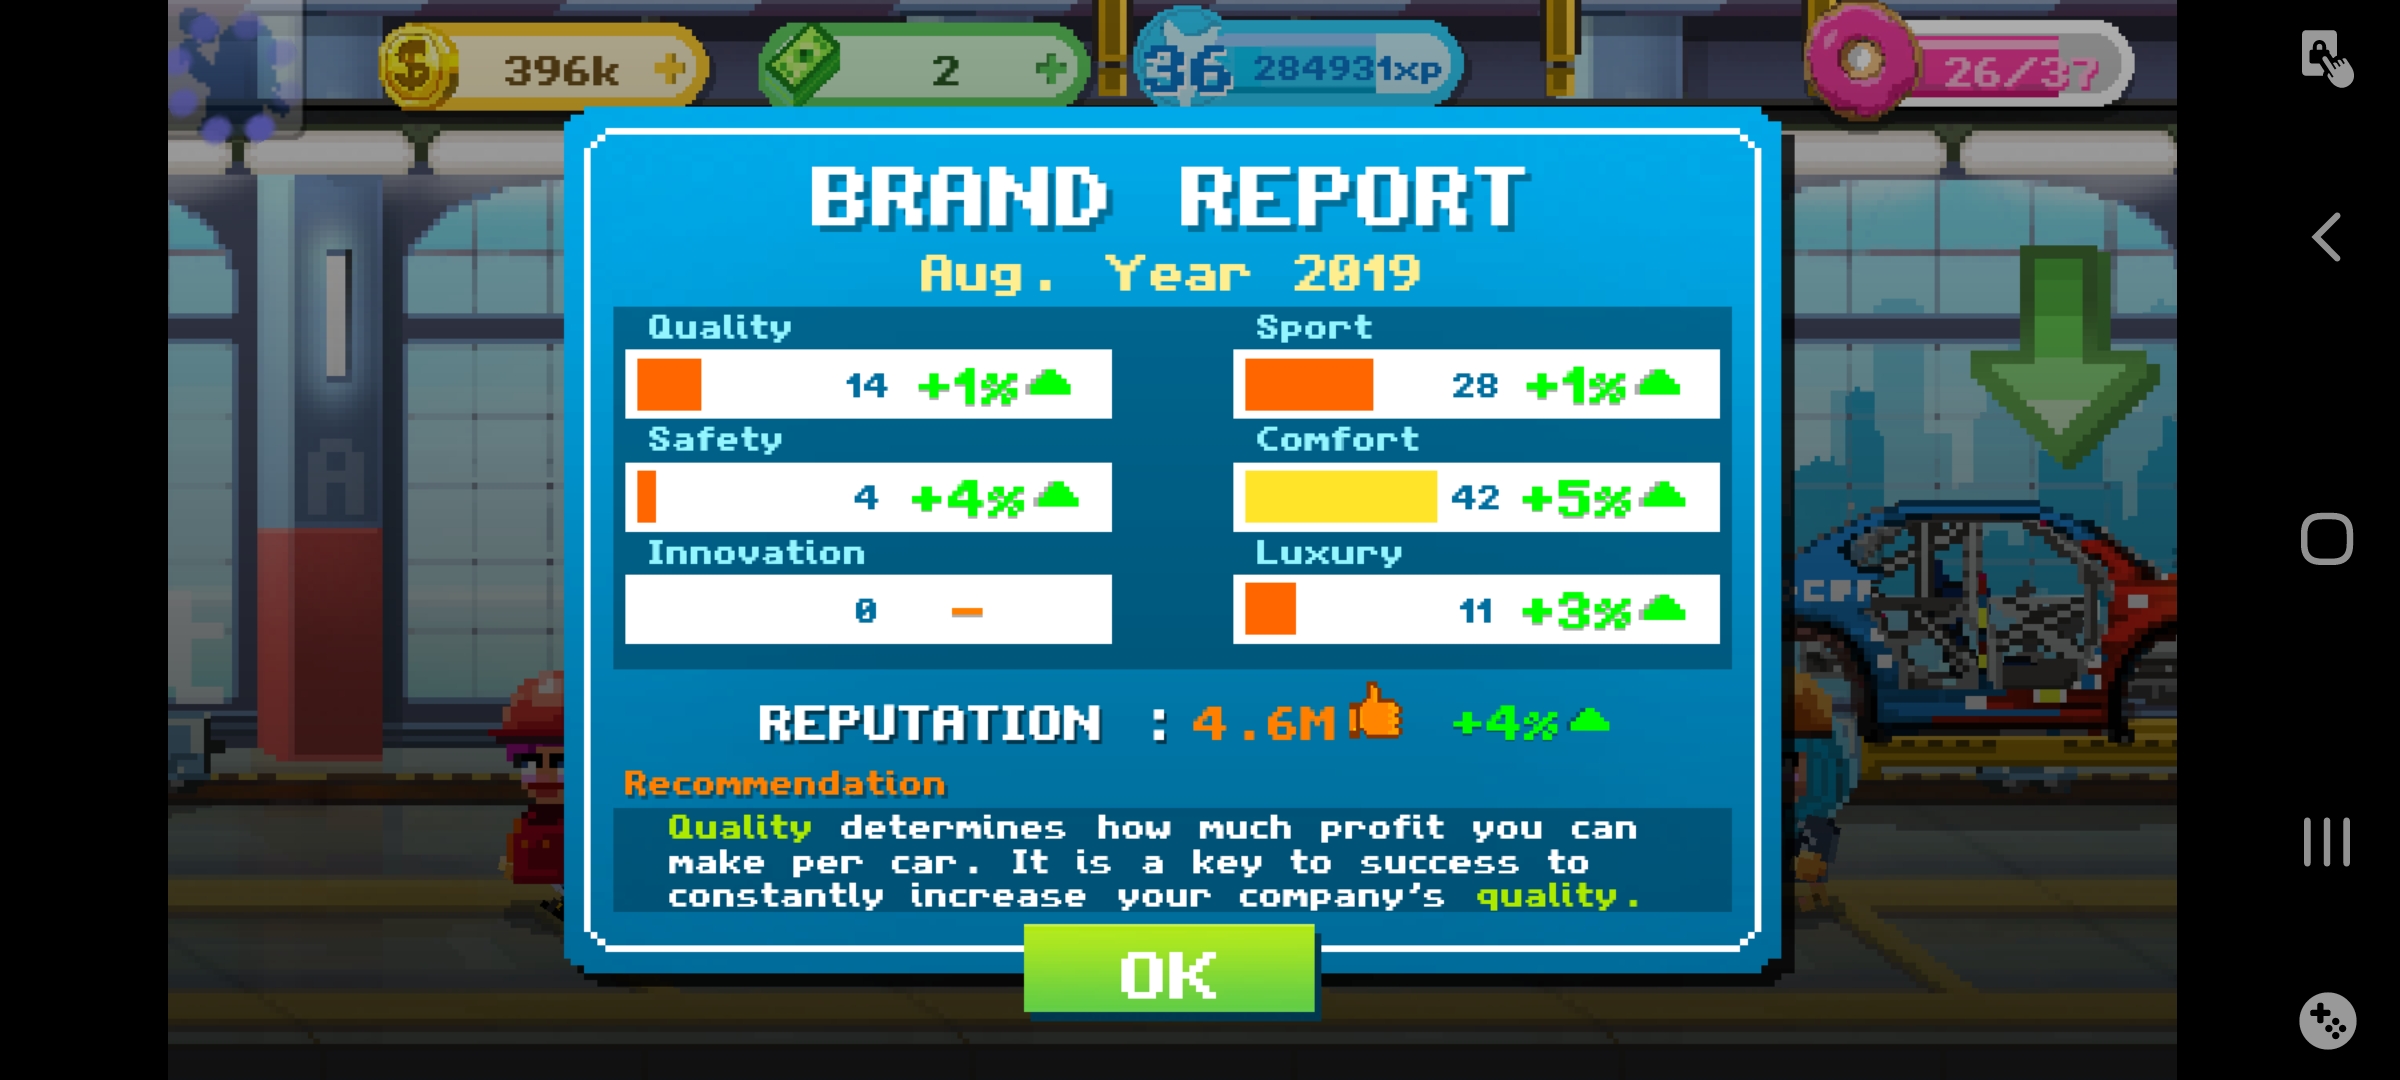 396k
2
36 284931xp
26/37
BRAND REPORT
Aug. Year 2019
Quality
14 +1%
Sport
28 +1%
Safety
4 +4%
Comfort
42 +5%
Innovation
0 –
Luxury
11 +3%
REPUTATION : 4.6M +4%
Recommendation
Quality determines how much profit you can
make per car. It is a key to success to
constantly increase your company's quality.
OK
A